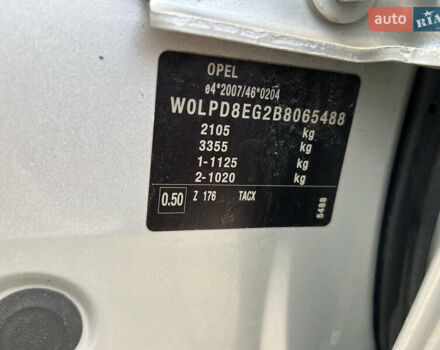 auto RIA
OPEL
e4*2007/46*0204
W0LPD8EG2B8065488
2105 kg
3355 kg
1-1125 kg
2-1020 kg
0.50 Z 176 TACX
5488